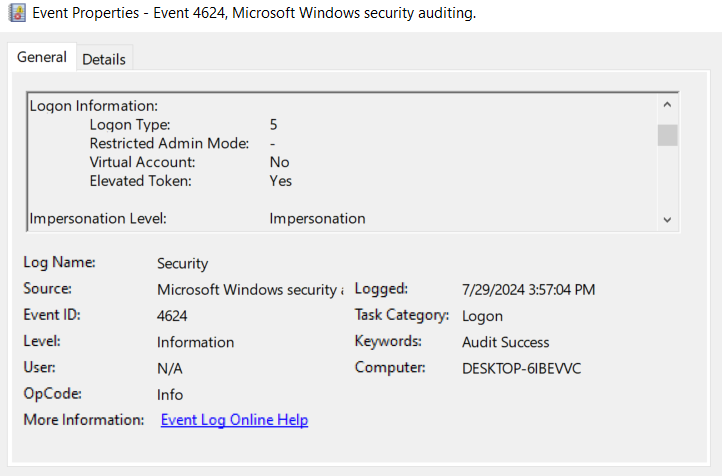 Event Properties - Event 4624, Microsoft Windows security auditing.
General Details
Logon Information:
Logon Type: 5
Restricted Admin Mode: -
Virtual Account: No
Elevated Token: Yes
Impersonation Level: Impersonation
Log Name: Security
Source: Microsoft Windows security a Logged: 7/29/2024 3:57:04 PM
Event ID: 4624 Task Category: Logon
Level: Information Keywords: Audit Success
User: N/A Computer: DESKTOP-6IBEVVC
OpCode: Info
More Information: Event Log Online Help